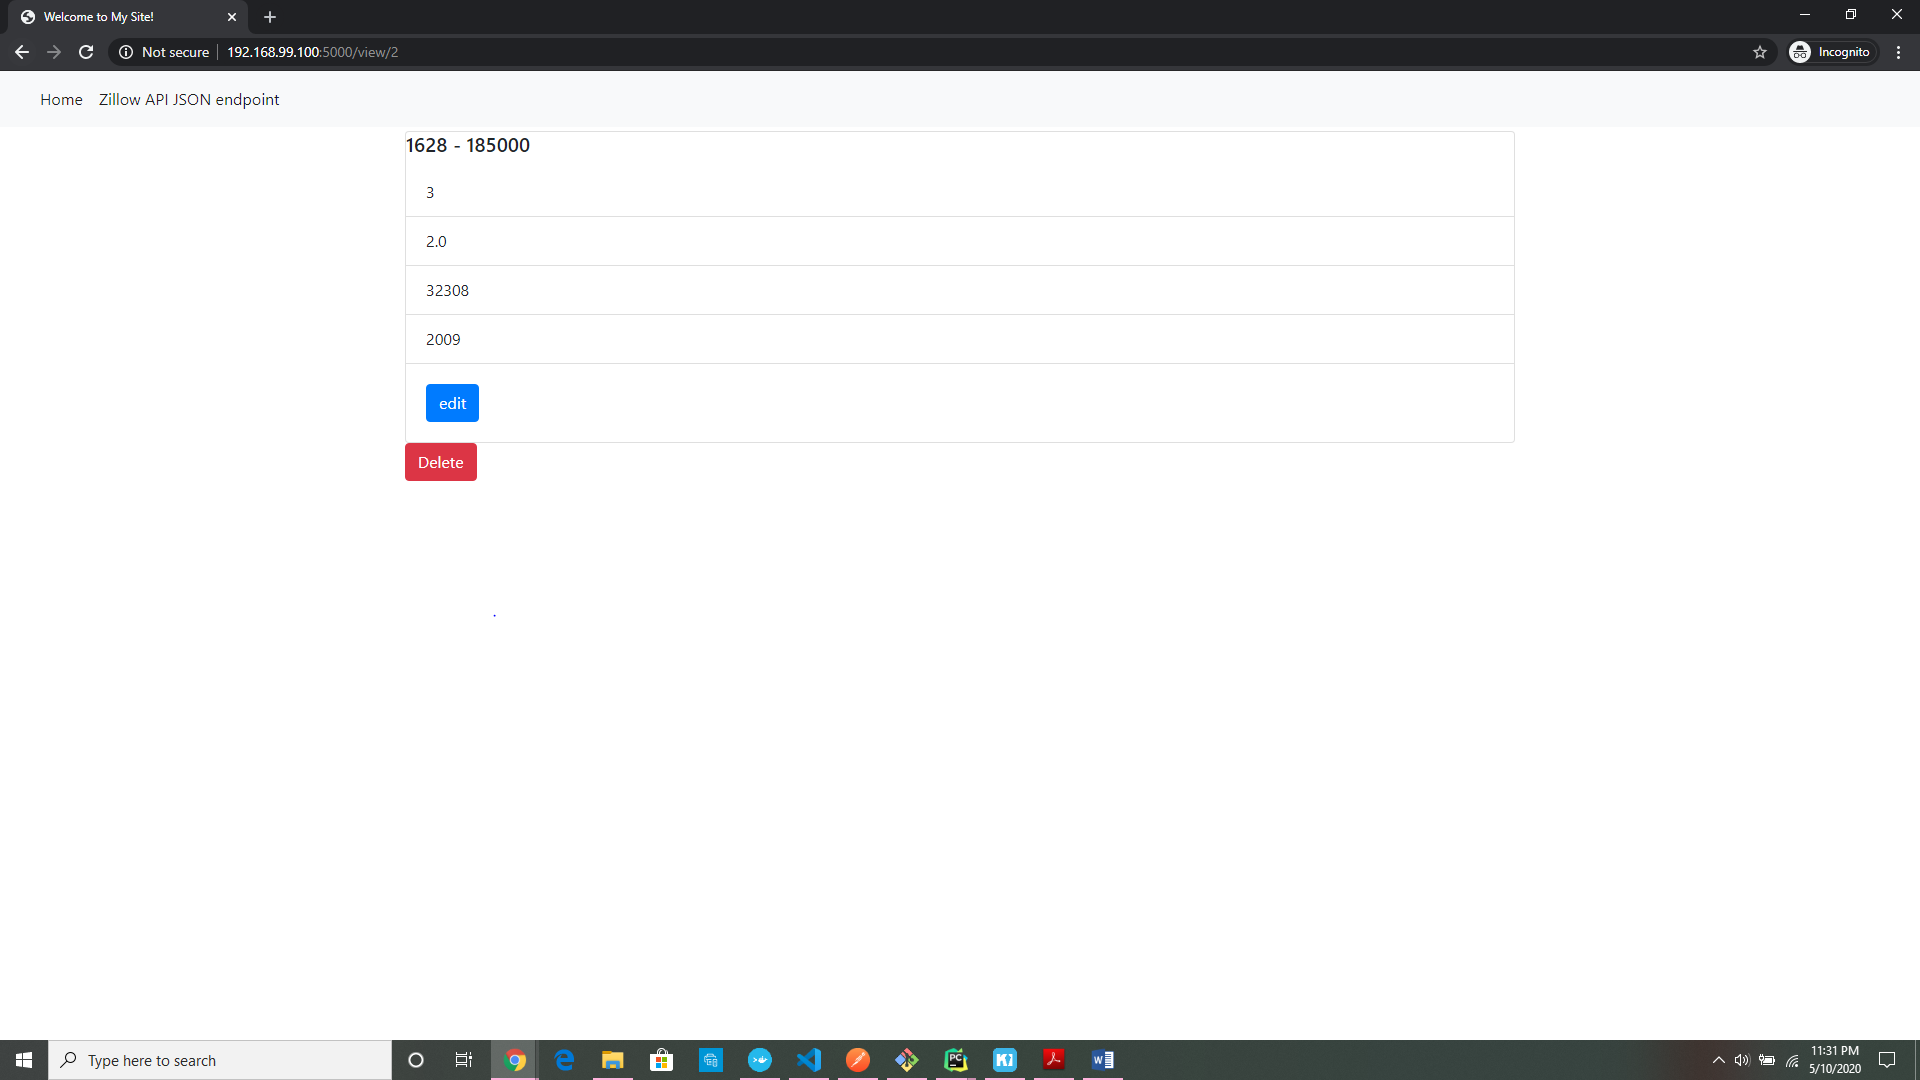 Welcome to My Site!
Not secure 192.168.99.100:5000/view/2
Incognito
Home Zillow API JSON endpoint
1628 - 185000
3
2.0
32308
2009
edit
Delete
Type here to search
PC
K
W
11:31 PM
5/10/2020